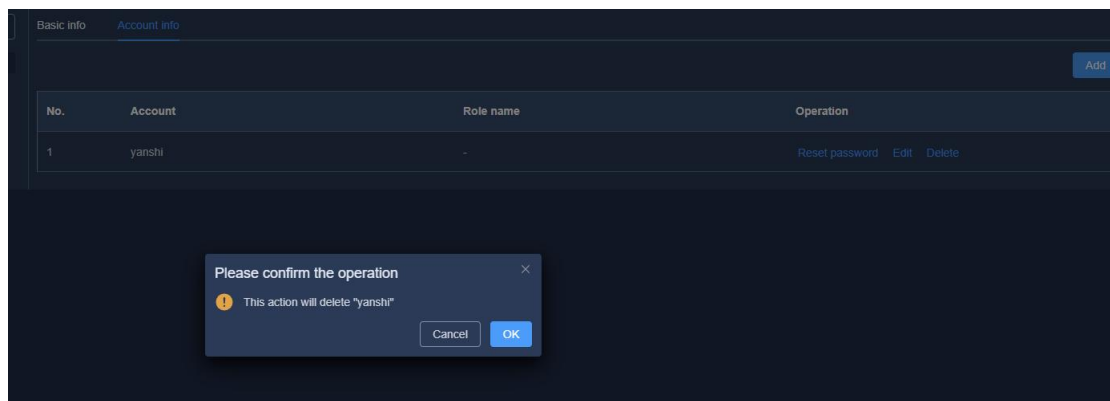 Basic info Account info
Add
No. Account Role name Operation
1 yanshi - Reset password Edit Delete
Please confirm the operation
This action will delete "yanshi"
Cancel OK